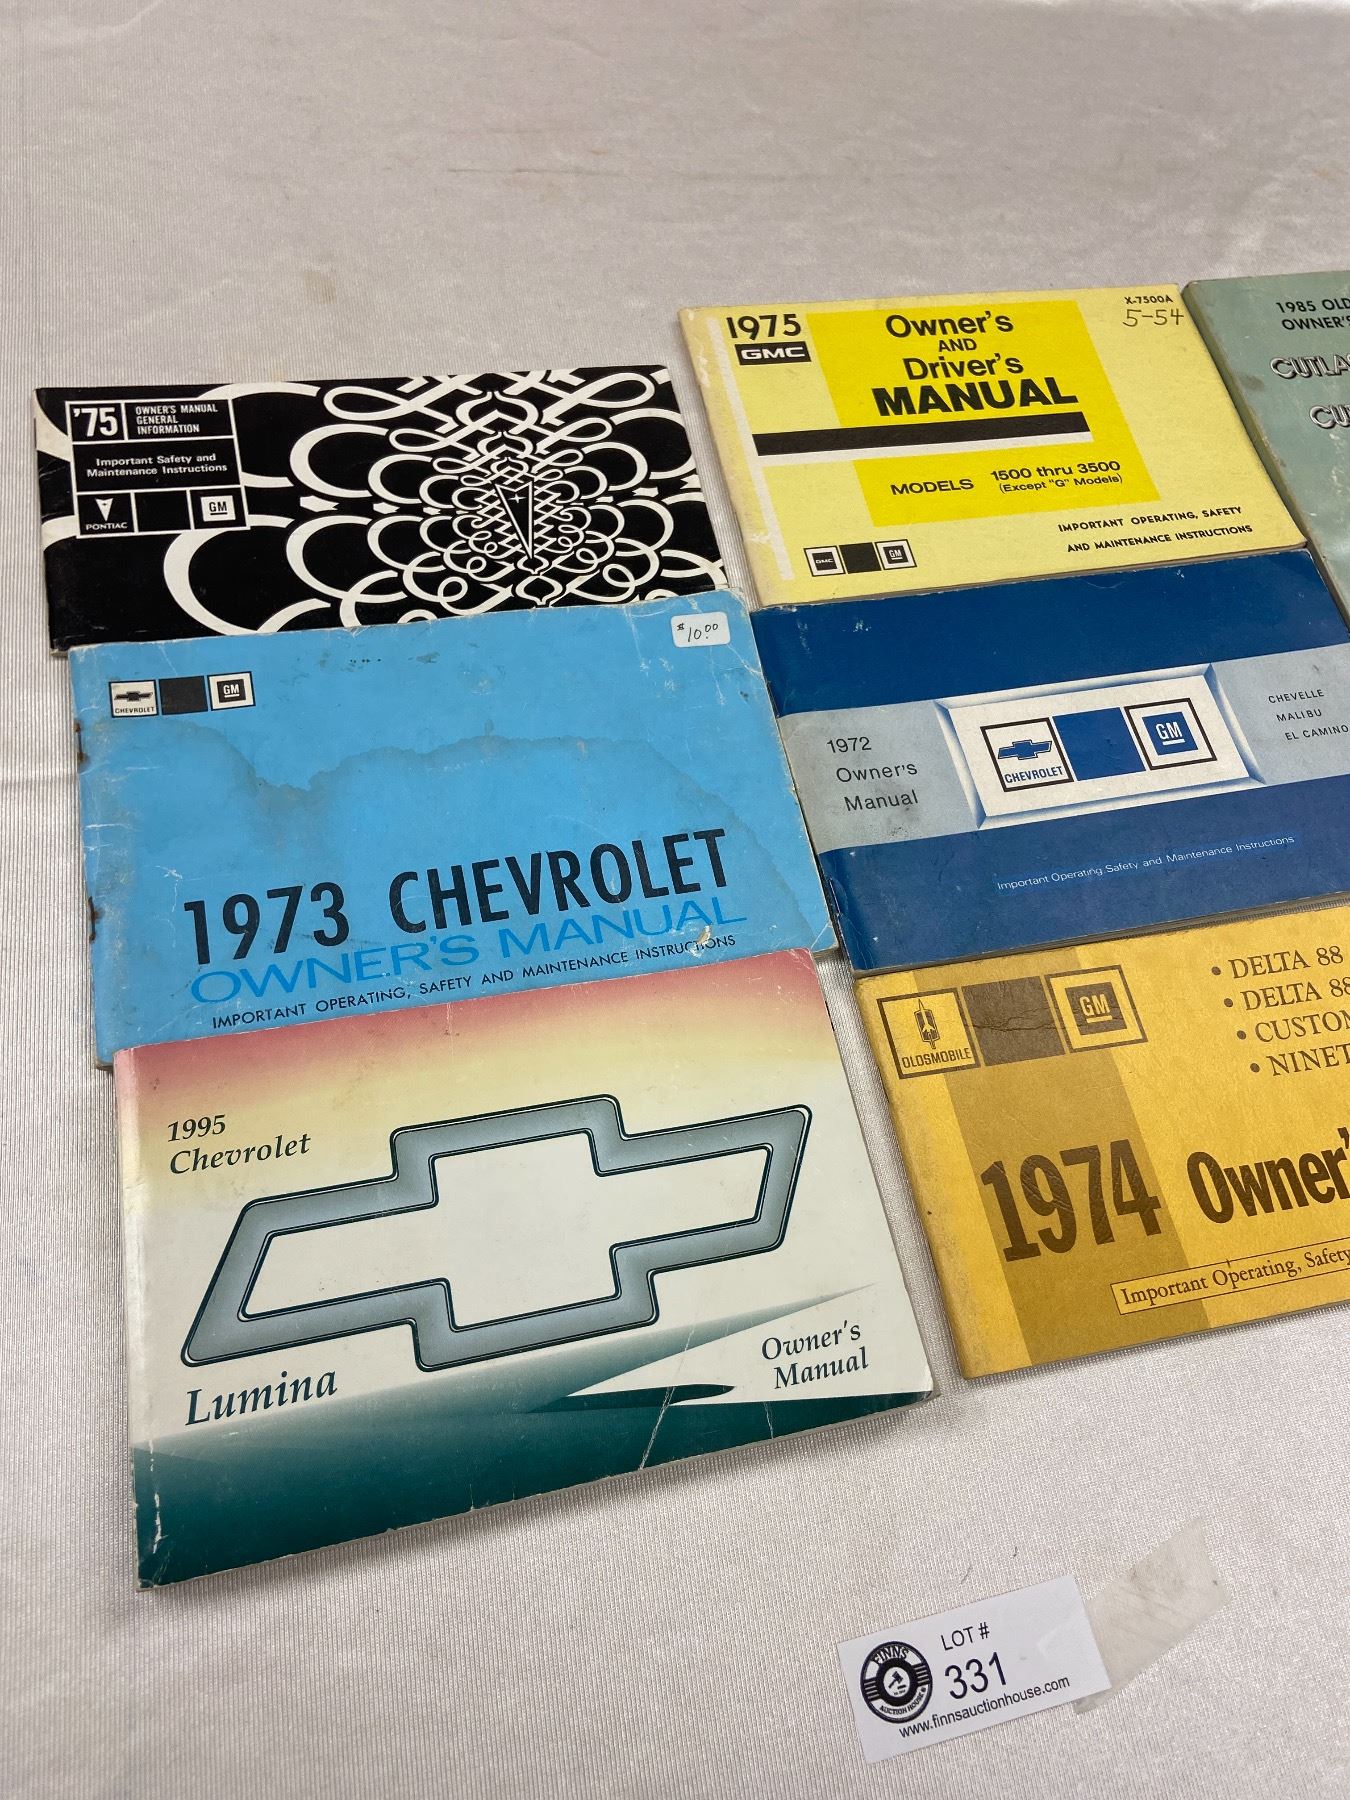 '75
OWNER'S MANUAL
GENERAL
INFORMATION
Important Safety and
Maintenance Instructions
PONTIAC
GM
1975
GMC
Owner's
AND
Driver's
MANUAL
X-7500A
5-54
MODELS 1500 thru 3500
(Except "G" Models)
IMPORTANT OPERATING, SAFETY
AND MAINTENANCE INSTRUCTIONS
GMC
GM
1985 OLD
OWNER'S
CUTLA
CU
CHEVROLET
GM
$10.00
1973 CHEVROLET
OWNER'S MANUAL
IMPORTANT OPERATING, SAFETY AND MAINTENANCE INSTRUCTIONS
1972
Owner's
Manual
CHEVROLET
GM
CHEVELLE
MALIBU
EL CAMINO
Important Operating, Safety and Maintenance Instructions
1995
Chevrolet
Lumina
Owner's
Manual
OLDSMOBILE
GM
• DELTA 88
• DELTA 88
• CUSTOM
• NINET
1974 Owner'
Important Operating, Safety
FINNS
AUCTION HOUSE
LOT #
331
www.finnsauctionhouse.com